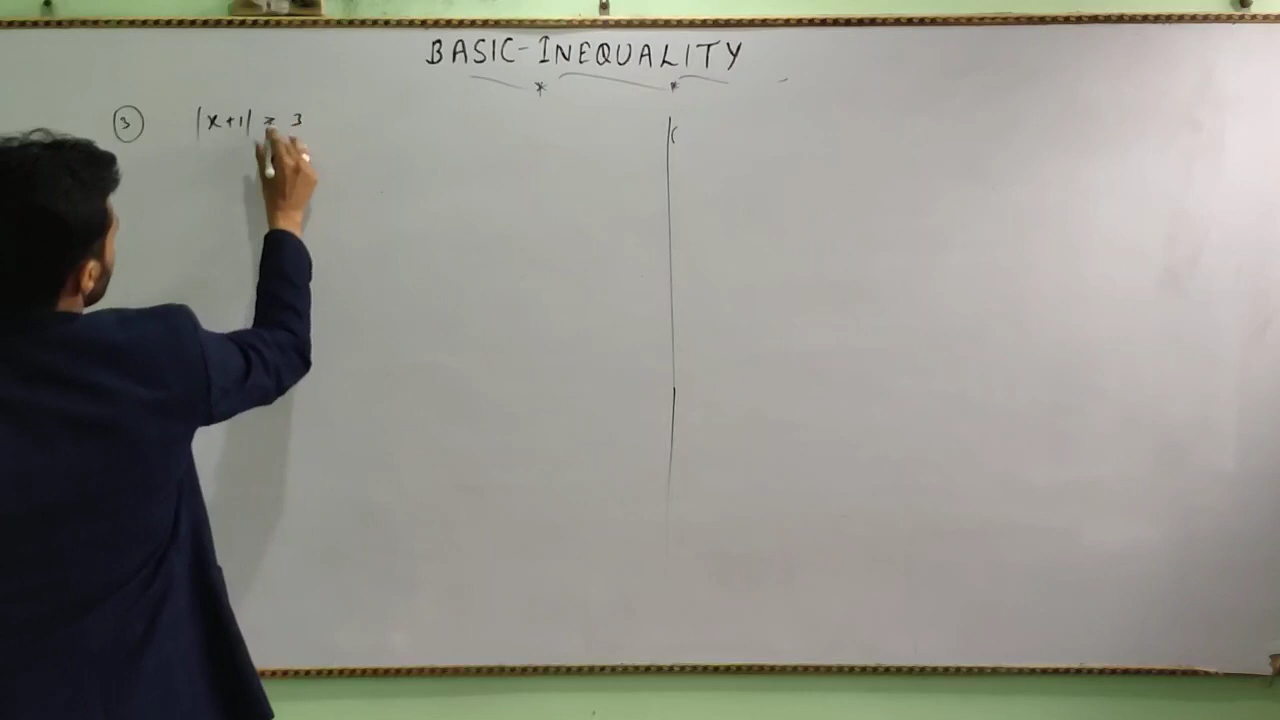 BASIC-INEQUALITY
3 |x+1| ≥ 3